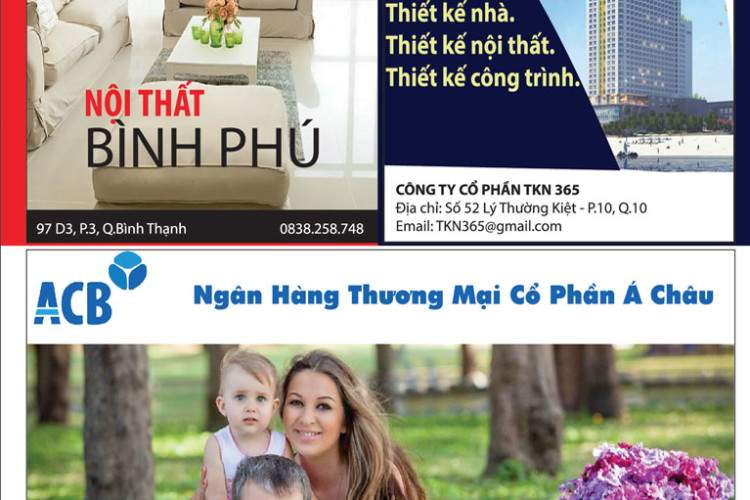 NỘI THẤT
BÌNH PHÚ
97 D3, P.3, Q.Bình Thạnh
0838.258.748
Thiết kế nhà.
Thiết kế nội thất.
Thiết kế công trình.
CÔNG TY CỔ PHẦN TKN 365
Địa chỉ: Số 52 Lý Thường Kiệt - P.10, Q.10
Email: TKN365@gmail.com
ACB
Ngân Hàng Thương Mại Cổ Phần Á Châu